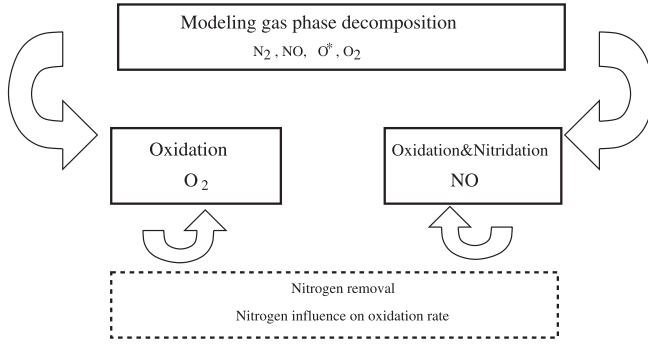 Modeling gas phase decomposition
N2 , NO, O* , O2
Oxidation
O2
Oxidation&Nitridation
NO
Nitrogen removal
Nitrogen influence on oxidation rate